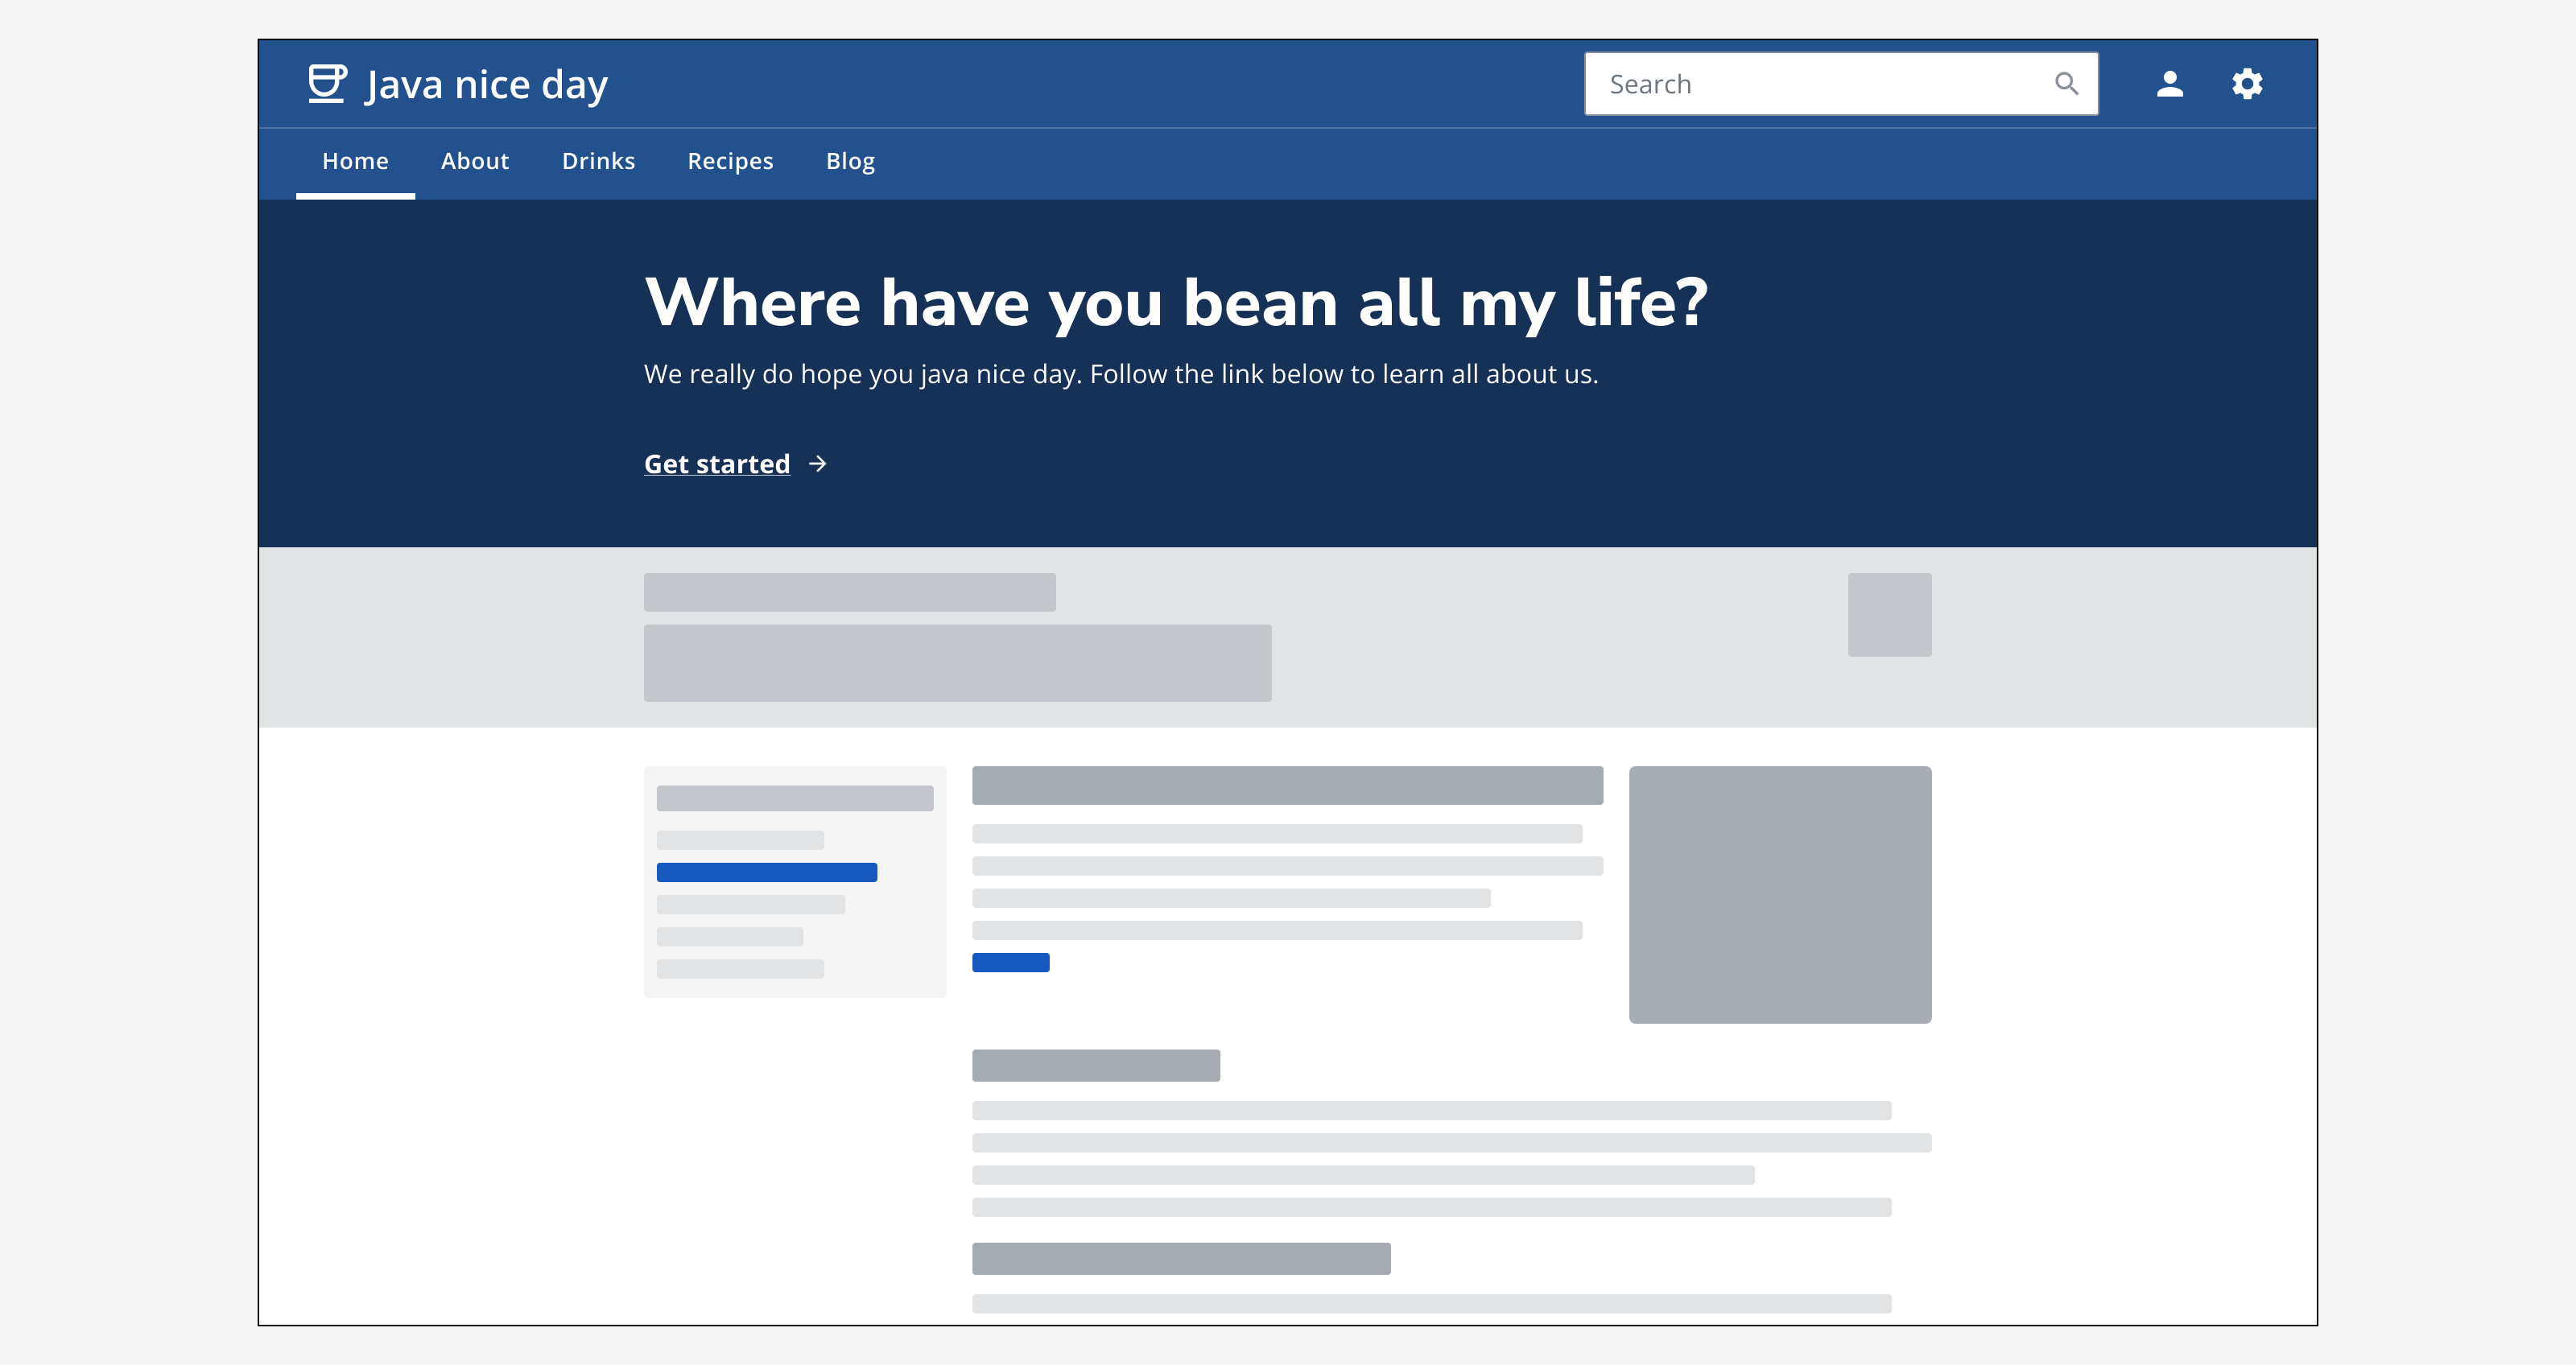 Java nice day
Search
Home About Drinks Recipes Blog
Where have you bean all my life?
We really do hope you java nice day. Follow the link below to learn all about us.
Get started